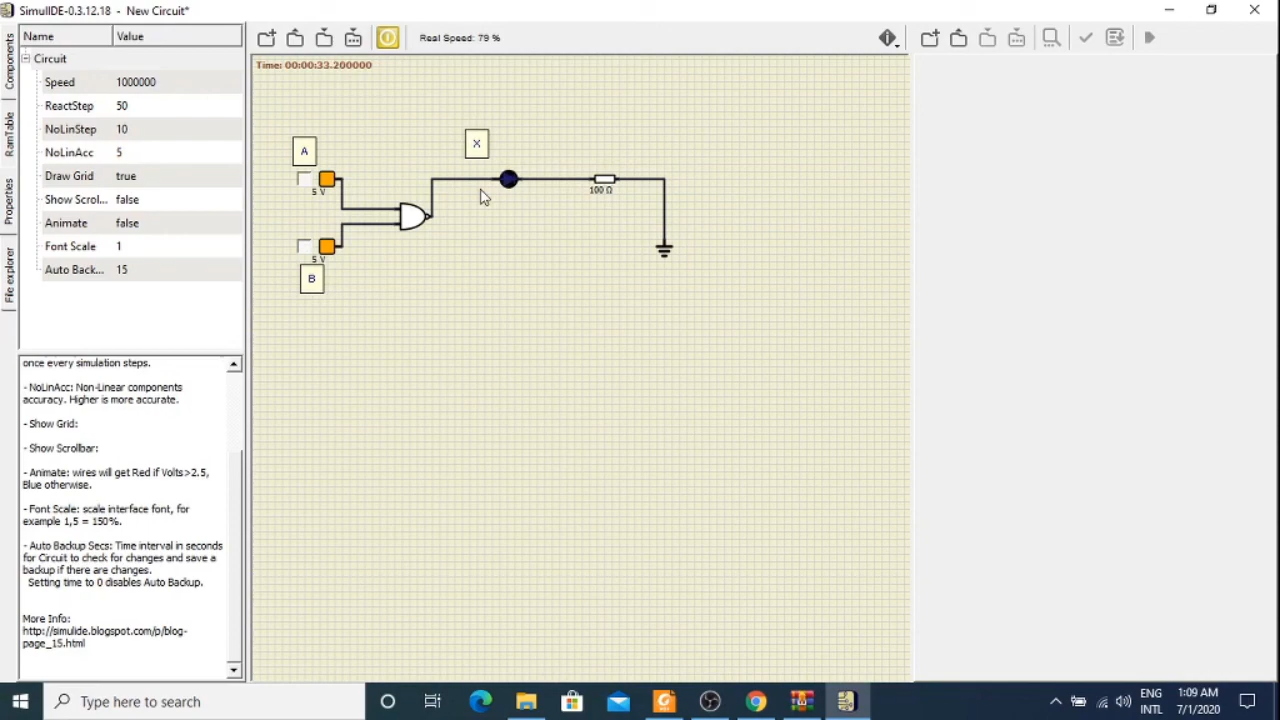 SimulIDE-0.3.12.18 - New Circuit*
Components
RamTable
Properties
File explorer
Name Value
Circuit
Speed 1000000
ReactStep 50
NoLinStep 10
NoLinAcc 5
Draw Grid true
Show Scrol... false
Animate false
Font Scale 1
Auto Back... 15
once every simulation steps.
- NoLinAcc: Non-Linear components
accuracy. Higher is more accurate.
- Show Grid:
- Show Scrollbar:
- Animate: wires will get Red if Volts>2.5,
Blue otherwise.
- Font Scale: scale interface font, for
example 1,5 = 150%.
- Auto Backup Secs: Time interval in seconds
for Circuit to check for changes and save a
backup if there are changes.
Setting time to 0 disables Auto Backup.
More Info:
http://simulide.blogspot.com/p/blog-
page_15.html
Real Speed: 79 %
Time: 00:00:33.200000
A
X
5 V
100 Ω
5 V
B
Type here to search
ENG
INTL
1:09 AM
7/1/2020